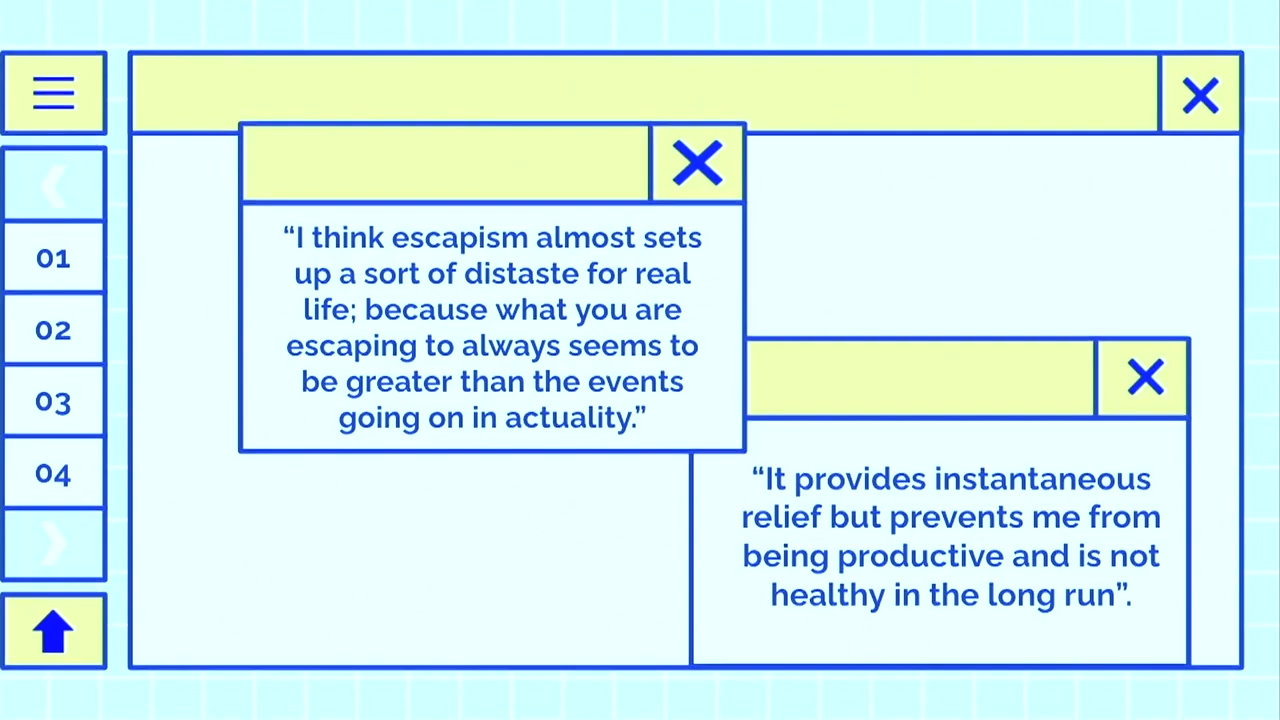 01
02
03
04
“I think escapism almost sets
up a sort of distaste for real
life; because what you are
escaping to always seems to
be greater than the events
going on in actuality.”
“It provides instantaneous
relief but prevents me from
being productive and is not
healthy in the long run”.